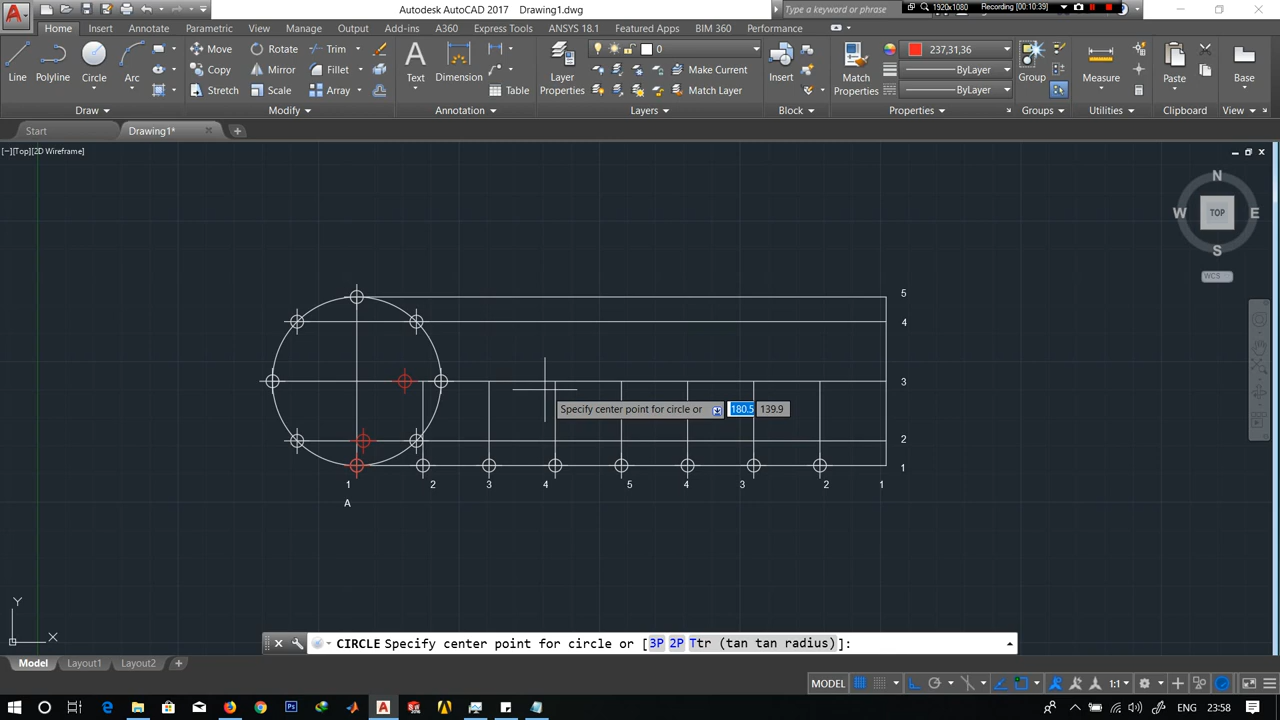 Autodesk AutoCAD 2017 Drawing1.dwg
Type a keyword or phrase
1920x1080 Recording [00:10:39]
Home Insert Annotate Parametric View Manage Output Add-ins A360 Express Tools ANSYS 18.1 Featured Apps BIM 360 Performance
Move Rotate Trim 0 237,31,36
Line Polyline Circle Arc Copy Mirror Fillet Text Dimension Layer Properties Make Current Insert Match Properties ByLayer Group Measure Paste Base
Stretch Scale Array Table Match Layer ByLayer
Draw Modify Annotation Layers Block Properties Groups Utilities Clipboard View
Start Drawing1*
[−][Top][2D Wireframe]
N
W TOP E
S
WCS
5
4
3
Specify center point for circle or 180.5 139.9
2
1
1 2 3 4 5 4 3 2 1
A
Y
X
CIRCLE Specify center point for circle or [3P 2P Ttr (tan tan radius)]:
Model Layout1 Layout2
MODEL 1:1
ENG 23:58